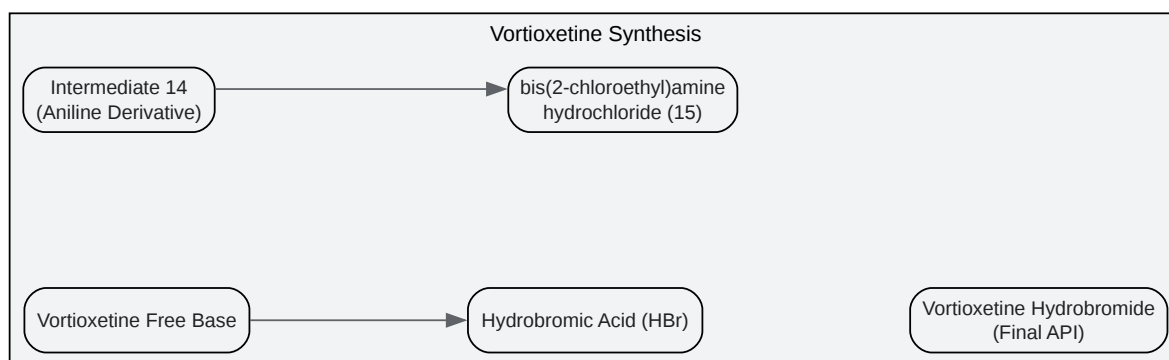 Vortioxetine Synthesis
Intermediate 14
(Aniline Derivative)
bis(2-chloroethyl)amine
hydrochloride (15)
Vortioxetine Free Base
Hydrobromic Acid (HBr)
Vortioxetine Hydrobromide
(Final API)